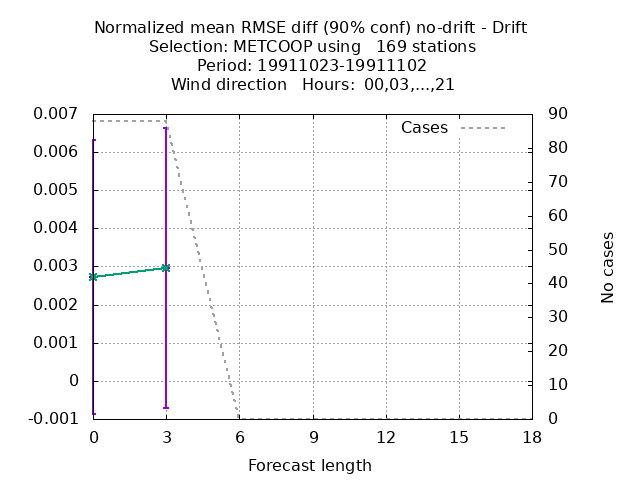 Normalized mean RMSE diff (90% conf) no-drift - Drift
Selection: METCOOP using   169 stations
Period: 19911023-19911102
Wind direction   Hours:  00,03,...,21
Cases
0.007
0.006
0.005
0.004
0.003
0.002
0.001
0
-0.001
90
80
70
60
50
40
30
20
10
0
No cases
0 3 6 9 12 15 18
Forecast length